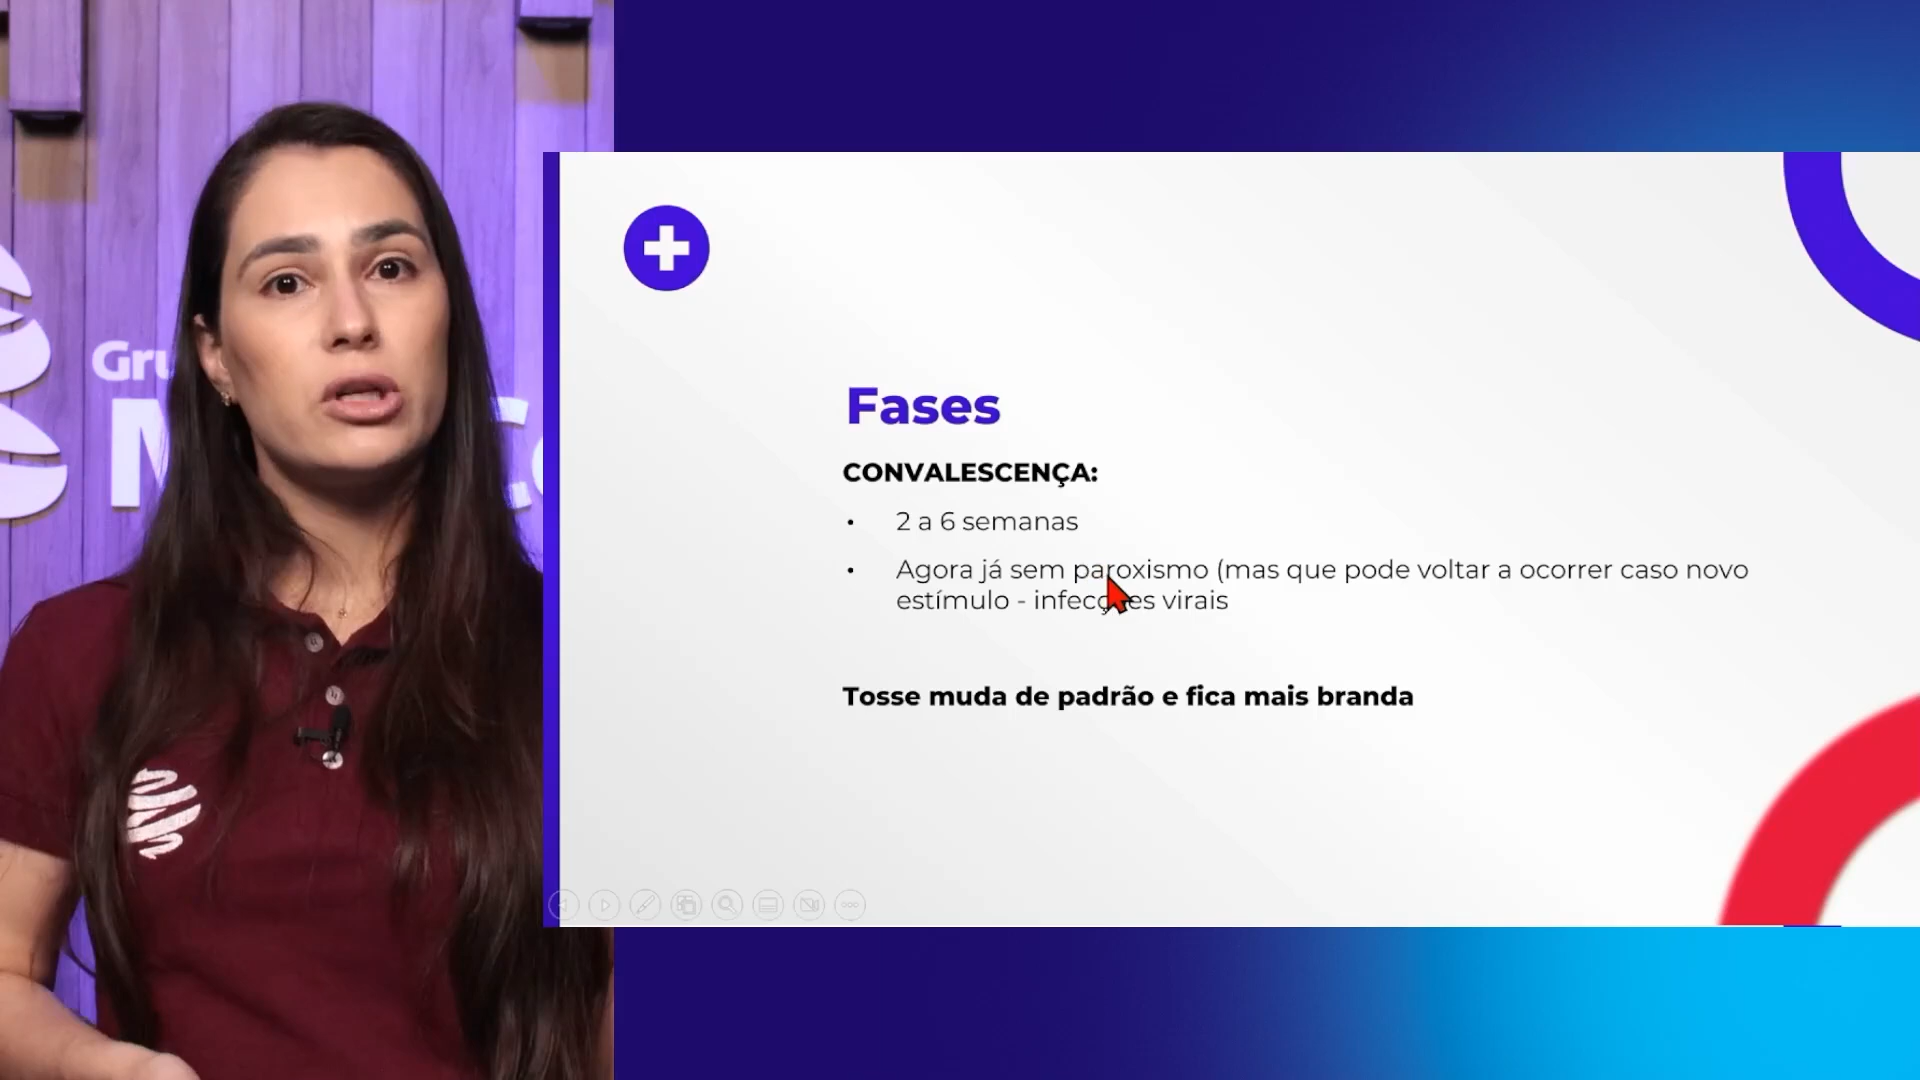 Fases
CONVALESCENÇA:
• 2 a 6 semanas
• Agora já sem paroxismo (mas que pode voltar a ocorrer caso novo
estímulo - infecções virais
Tosse muda de padrão e fica mais branda